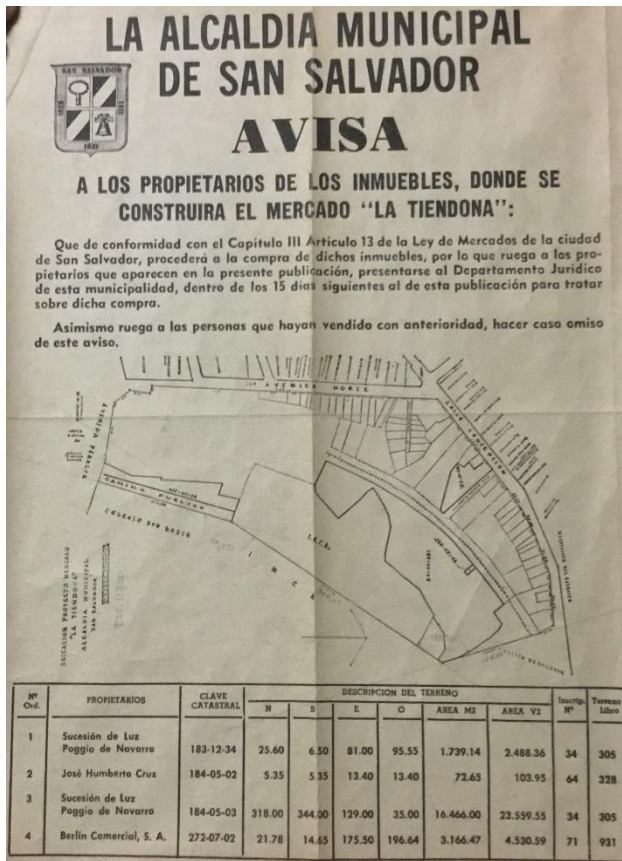 LA ALCALDIA MUNICIPAL
DE SAN SALVADOR
SAN SALVADOR
1821
AVISA
A LOS PROPIETARIOS DE LOS INMUEBLES, DONDE SE
CONSTRUIRA EL MERCADO "LA TIENDONA":
Que de conformidad con el Capítulo III Artículo 13 de la Ley de Mercados de la ciudad
de San Salvador, procederá a la compra de dichos inmuebles, por lo que ruega a los pro-
pietarios que aparecen en la presente publicación, presentarse al Departamento Jurídico
de esta municipalidad, dentro de los 15 días siguientes al de esta publicación para tratar
sobre dicha compra.
Asimismo ruega a las personas que hayan vendido con anterioridad, hacer caso omiso
de este aviso.
AVENIDA NORTE
CALLE CONCEPCION
AVENIDA PERALTA
CAMINO PUBLICO
COLEGIO DON BOSCO
I R C A
UBICACION PROYECTO MERCADO
"LA TIENDONA"
ALCALDIA MUNICIPAL
SAN SALVADOR
Nº Ord. PROPIETARIOS CLAVE CATASTRAL DESCRIPCION DEL TERRENO Inscrip. Nº Terreno Libro
N S E O AREA M2 AREA V2
1 Sucesión de Luz
Poggio de Navarro 183-12-34 25.60 6.50 81.00 95.55 1.739.14 2.488.36 34 305
2 José Humberto Cruz 184-05-02 5.35 5.35 13.40 13.40 72.65 103.95 64 328
3 Sucesión de Luz
Poggio de Navarro 184-05-03 318.00 344.00 129.00 35.00 16.466.00 23.559.55 34 305
4 Berlín Comercial, S. A. 272-07-02 21.78 14.65 175.50 196.64 3.166.47 4.530.59 71 931